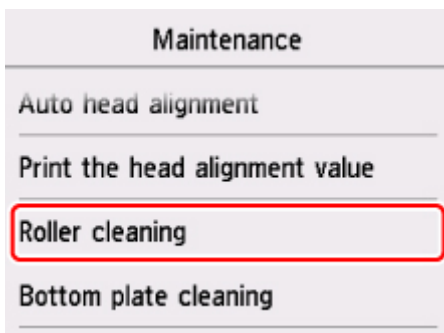 Maintenance
Auto head alignment
Print the head alignment value
Roller cleaning
Bottom plate cleaning